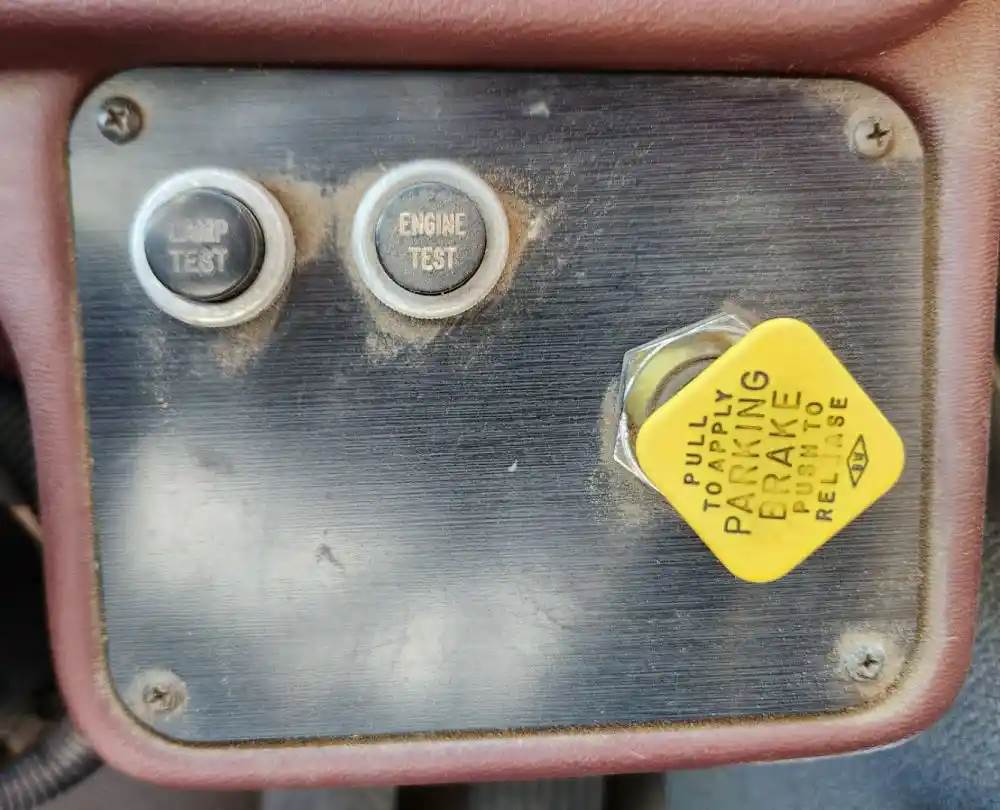 LAMP
TEST
ENGINE
TEST
PULL
TO APPLY
PARKING
BRAKE
PUSH TO
RELEASE
BW